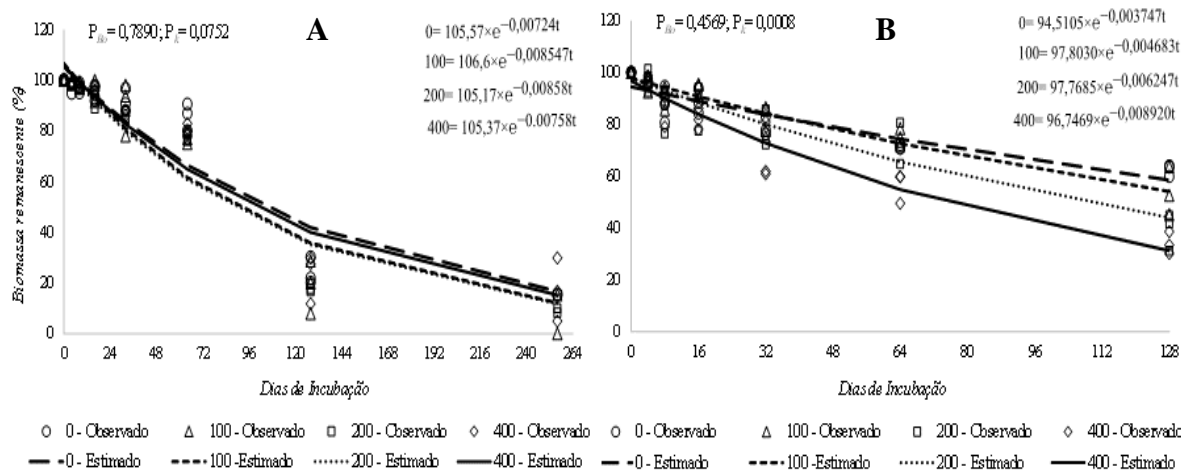 P_Bo = 0,7890; P_k = 0,0752
A
0= 105,57×e^−0,00724t
100= 106,6×e^−0,008547t
200= 105,17×e^−0,00858t
400= 105,37×e^−0.00758t
Biomassa remanescente (%)
120
100
80
60
40
20
0
0 24 48 72 96 120 144 168 192 216 240 264
Dias de Incubação
P_Bo = 0,4569; P_k = 0,0008
B
0= 94,5105×e^−0,003747t
100= 97,8030×e^−0,004683t
200= 97,7685×e^−0,006247t
400= 96,7469×e^−0,008920t
120
100
80
60
40
20
0
0 16 32 48 64 80 96 112 128
Dias de Incubação
0 - Observado 100 - Observado 200 - Observado 400 - Observado
0 - Estimado 100 -Estimado 200 - Estimado 400 - Estimado
0 - Observado 100 - Observado 200 - Observado 400 - Observado
0 - Estimado 100 - Estimado 200 - Estimado 400 - Estimado